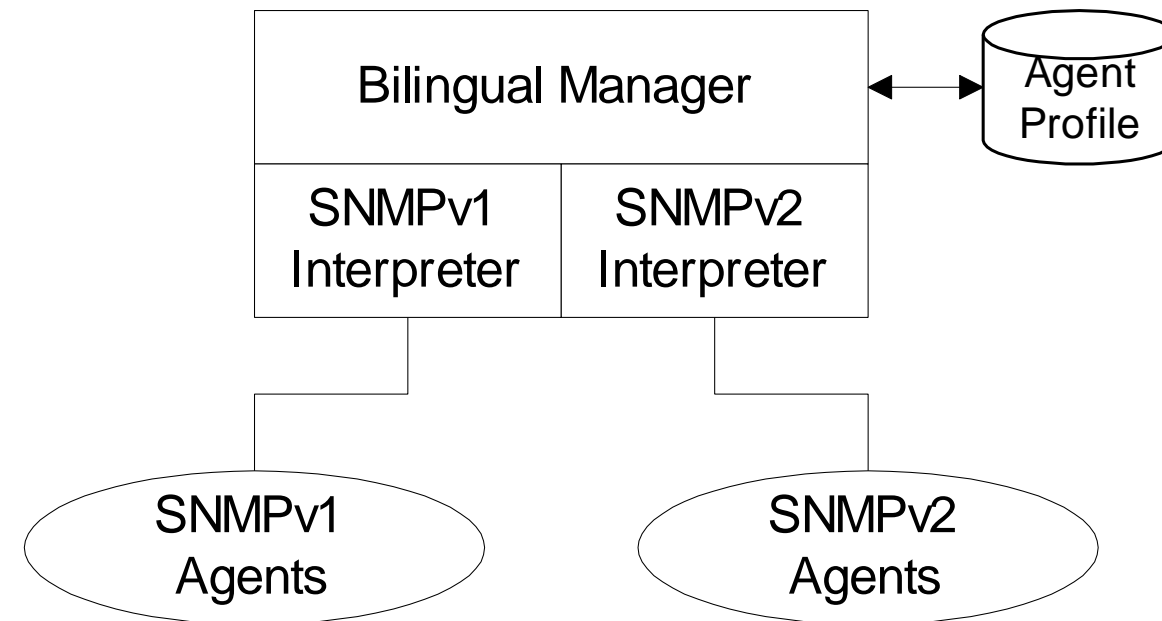 Bilingual Manager
Agent
Profile
SNMPv1
Interpreter
SNMPv2
Interpreter
SNMPv1
Agents
SNMPv2
Agents